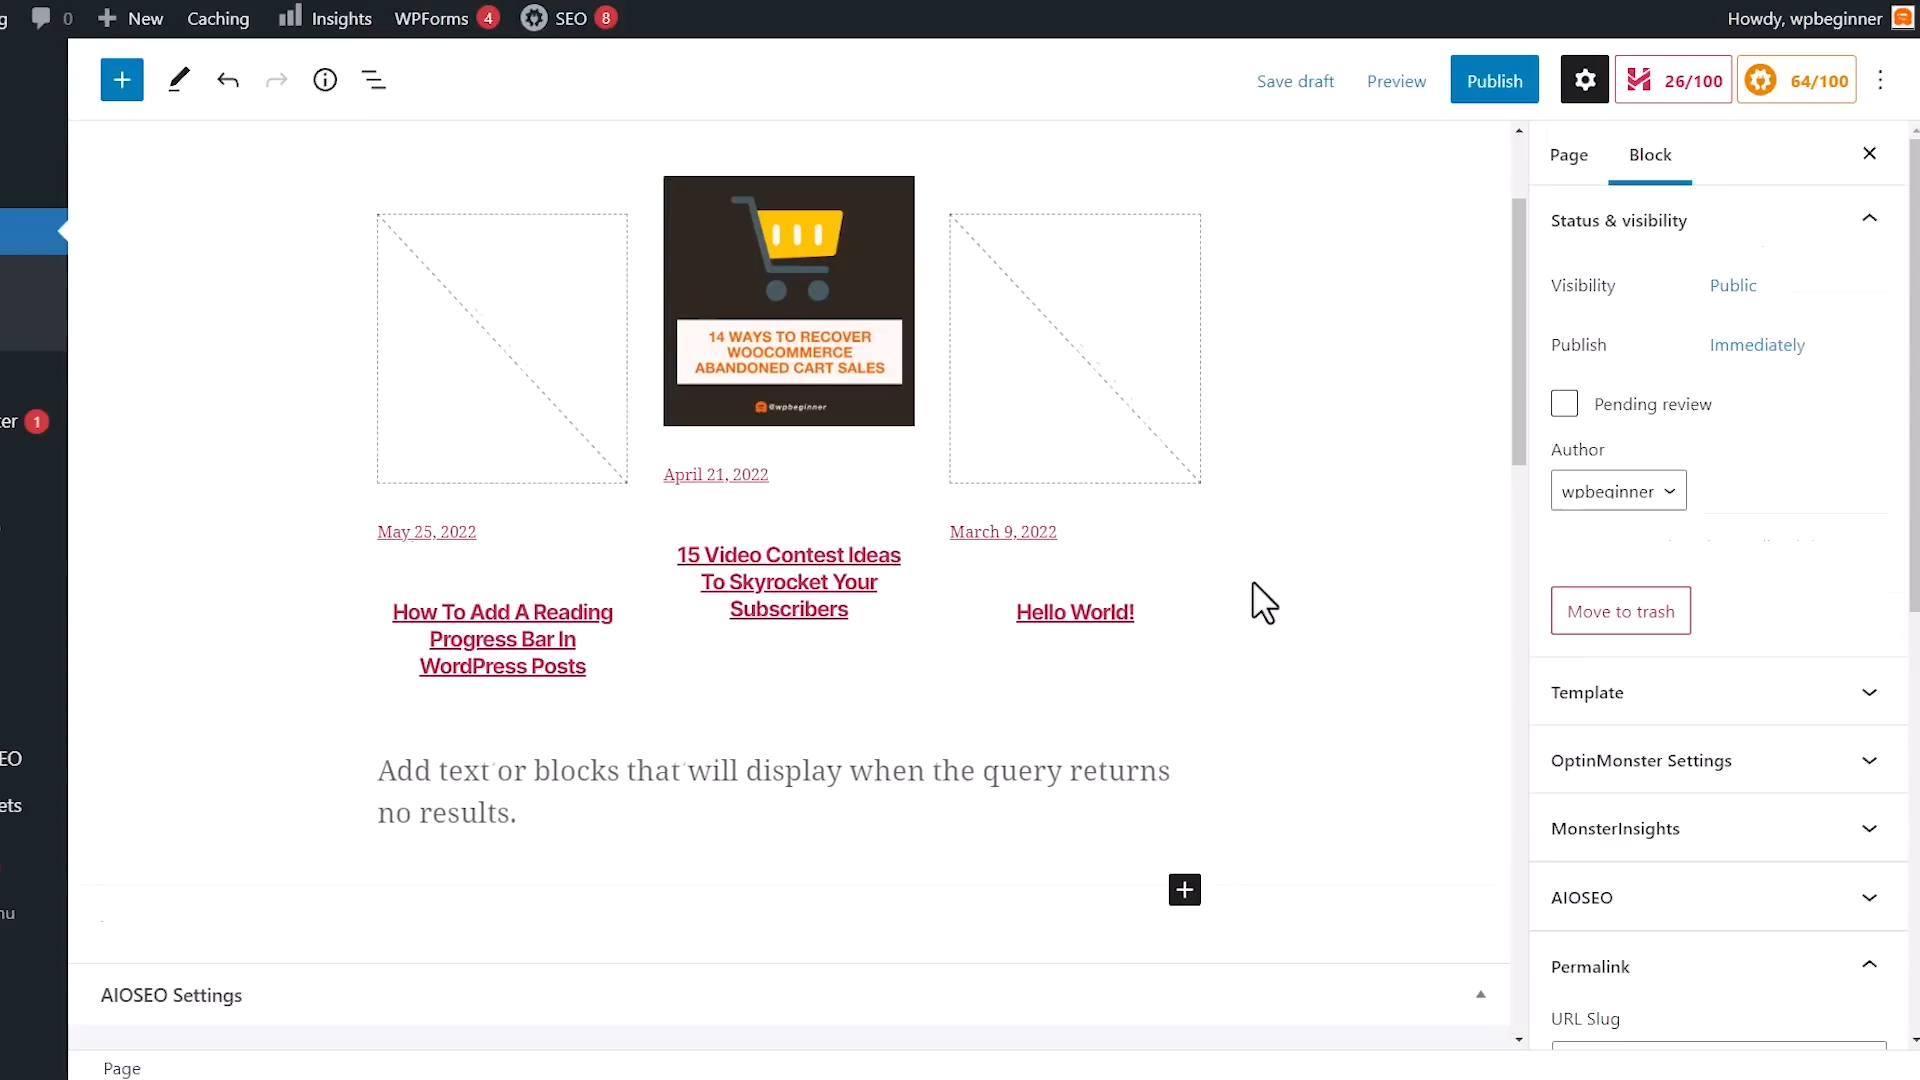 g 0 New Caching Insights WPForms 4 SEO 8 Howdy, wpbeginner
Save draft Preview Publish 26/100 64/100
Page Block
Status & visibility
Visibility Public
Publish Immediately
Pending review
Author
wpbeginner
Move to trash
Template
OptinMonster Settings
MonsterInsights
AIOSEO
Permalink
URL Slug
14 WAYS TO RECOVER
WOOCOMMERCE
ABANDONED CART SALES
@wpbeginner
May 25, 2022
How To Add A Reading
Progress Bar In
WordPress Posts
April 21, 2022
15 Video Contest Ideas
To Skyrocket Your
Subscribers
March 9, 2022
Hello World!
Add text or blocks that will display when the query returns
no results.
AIOSEO Settings
Page
ter 1
EO
ets
nu